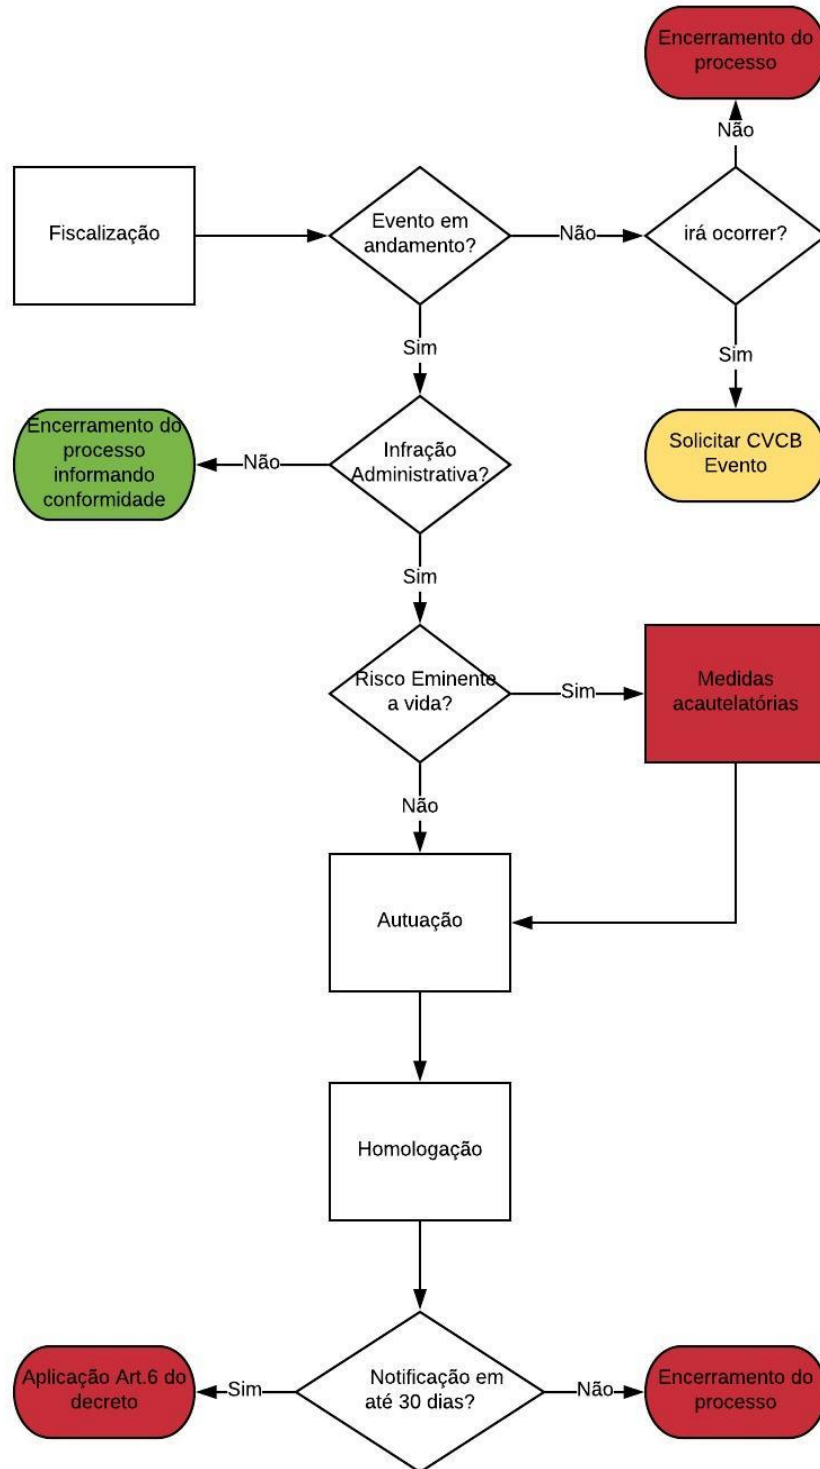 Encerramento do
processo
Não
Fiscalização
Evento em
andamento?
Não
irá ocorrer?
Sim
Sim
Encerramento do
processo
informando
conformidade
Não
Infração
Administrativa?
Solicitar CVCB
Evento
Sim
Risco Eminente
a vida?
Sim
Medidas
acautelatórias
Não
Autuação
Homologação
Aplicação Art.6 do
decreto
Sim
Notificação em
até 30 dias?
Não
Encerramento do
processo